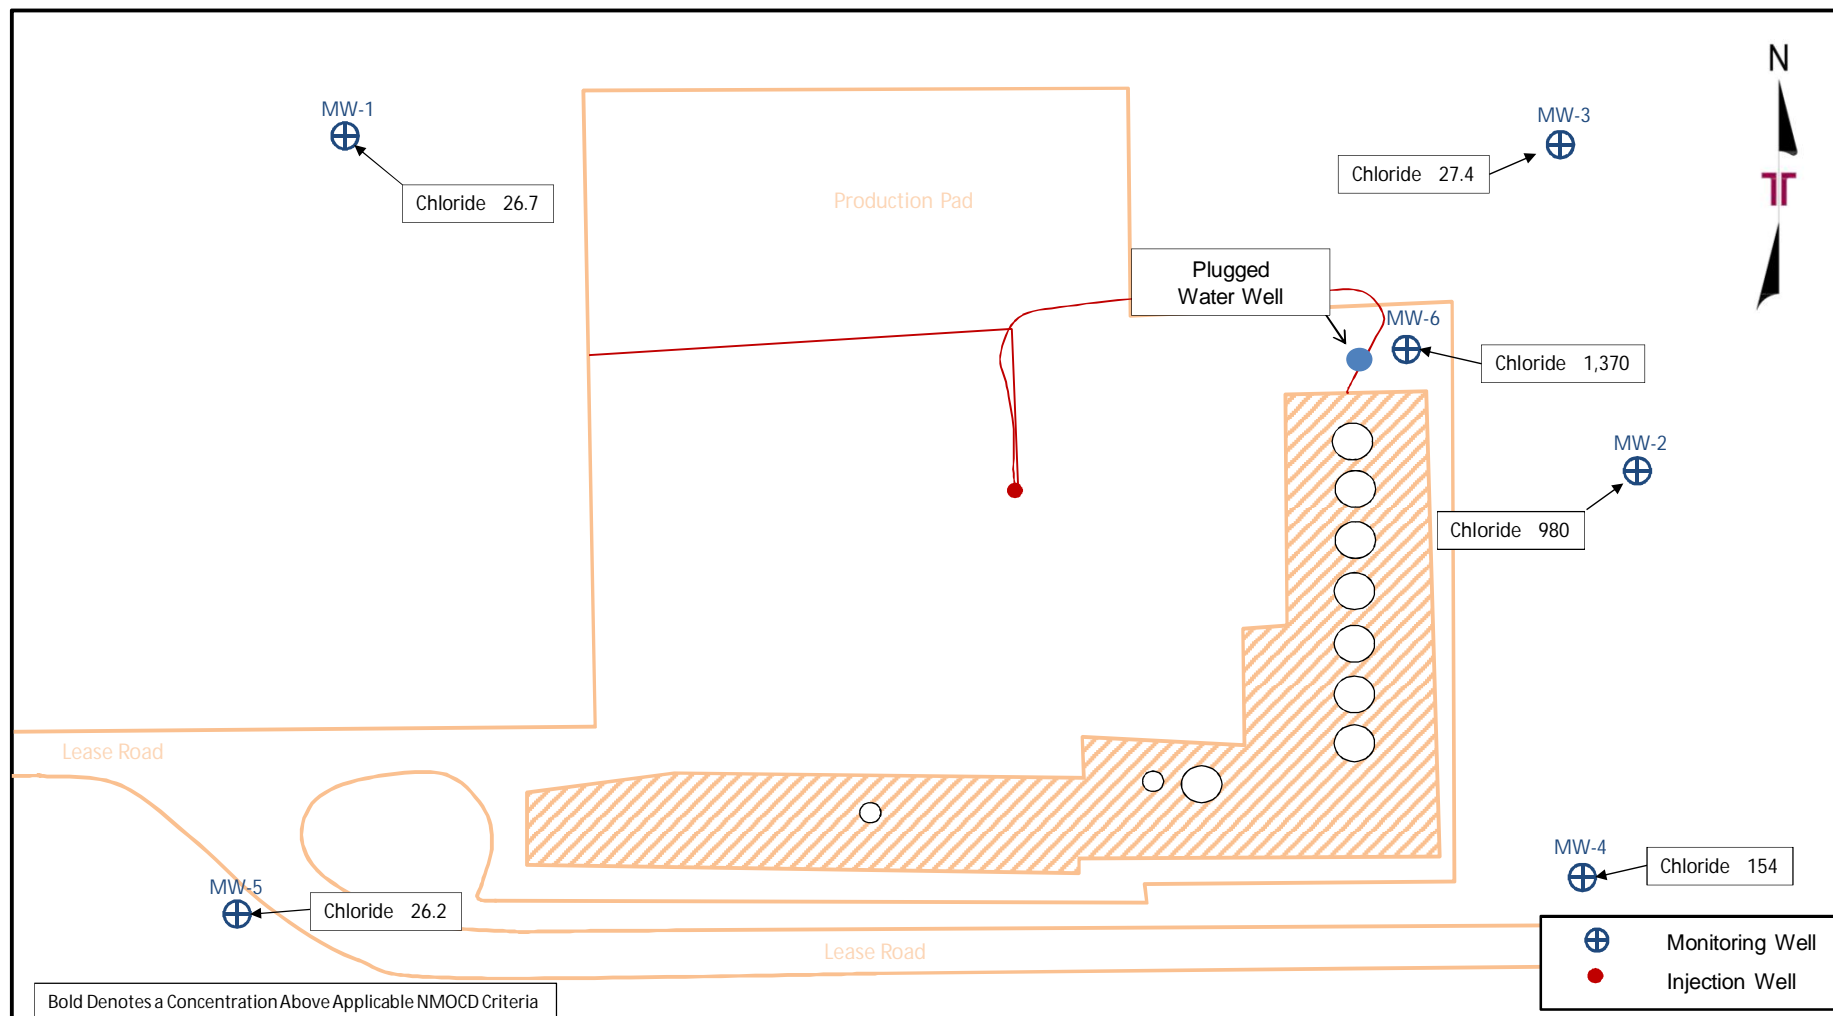 N
MW-1
MW-3
Chloride 27.4
Chloride 26.7
Production Pad
Plugged
Water Well
MW-6
Chloride 1,370
MW-2
Chloride 980
Lease Road
MW-4
Chloride 154
MW-5
Chloride 26.2
Lease Road
Monitoring Well
Injection Well
Bold Denotes a Concentration Above Applicable NMOCD Criteria